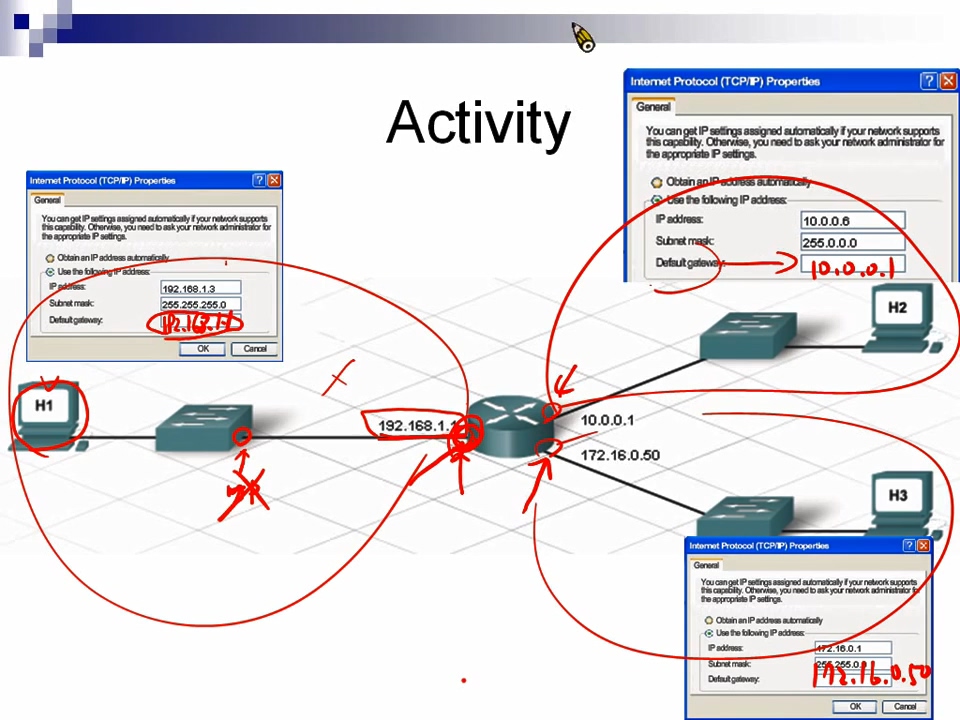 Activity
Internet Protocol (TCP/IP) Properties
General
You can get IP settings assigned automatically if your network supports
this capability. Otherwise, you need to ask your network administrator for
the appropriate IP settings.
Obtain an IP address automatically
Use the following IP address:
IP address: 10.0.0.6
Subnet mask: 255.0.0.0
Default gateway: 10.0.0.1
Internet Protocol (TCP/IP) Properties
General
You can get IP settings assigned automatically if your network supports
this capability. Otherwise, you need to ask your network administrator for
the appropriate IP settings.
Obtain an IP address automatically
Use the following IP address:
IP address: 192.168.1.3
Subnet mask: 255.255.255.0
Default gateway:
OK Cancel
H2
H1
192.168.1.1
10.0.0.1
172.16.0.50
H3
Internet Protocol (TCP/IP) Properties
General
You can get IP settings assigned automatically if your network supports
this capability. Otherwise, you need to ask your network administrator for
the appropriate IP settings.
Obtain an IP address automatically
Use the following IP address:
IP address: 172.16.0.1
Subnet mask: 255.255.0.0
Default gateway: 172.16.0.50
OK Cancel